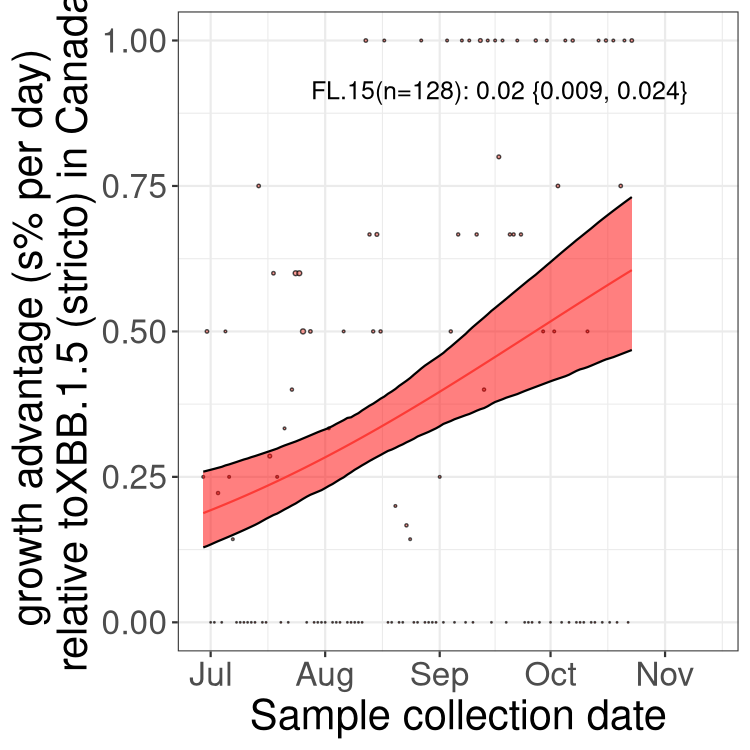 growth advantage (s% per day)
relative toXBB.1.5 (stricto) in Canada
1.00
0.75
0.50
0.25
0.00
FL.15(n=128): 0.02 {0.009, 0.024}
Jul Aug Sep Oct Nov
Sample collection date